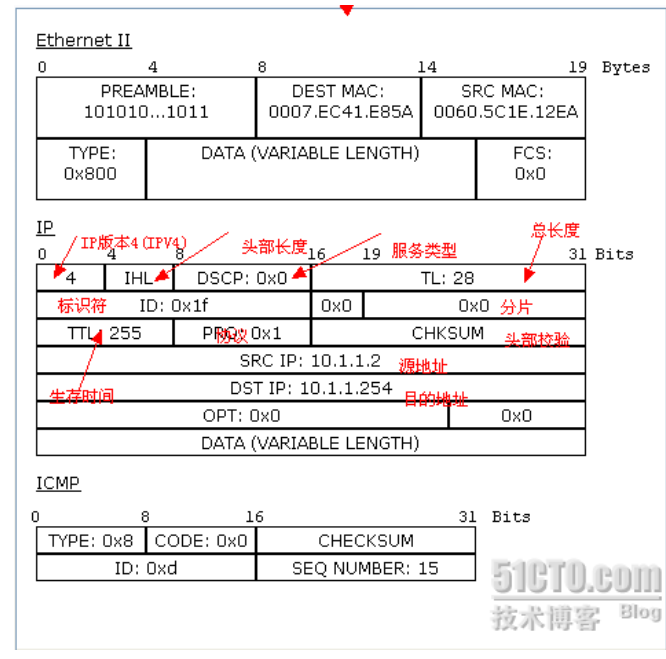 Ethernet II
0 4 8 14 19 Bytes
PREAMBLE: DEST MAC: SRC MAC:
101010...1011 0007.EC41.E85A 0060.5C1E.12EA
TYPE: DATA (VARIABLE LENGTH) FCS:
0x800 0x0
IP
IP版本4(IPV4) 头部长度 服务类型 总长度
0 4 8 16 19 31 Bits
4 IHL DSCP: 0x0 TL: 28
标识符 ID: 0x1f 0x0 0x0 分片
TTL: 255 PRO: 0x1 协议 CHKSUM 头部校验
SRC IP: 10.1.1.2 源地址
生存时间 DST IP: 10.1.1.254 目的地址
OPT: 0x0 0x0
DATA (VARIABLE LENGTH)
ICMP
0 8 16 31 Bits
TYPE: 0x8 CODE: 0x0 CHECKSUM
ID: 0xd SEQ NUMBER: 15
51CTO.com
技术博客 Blog